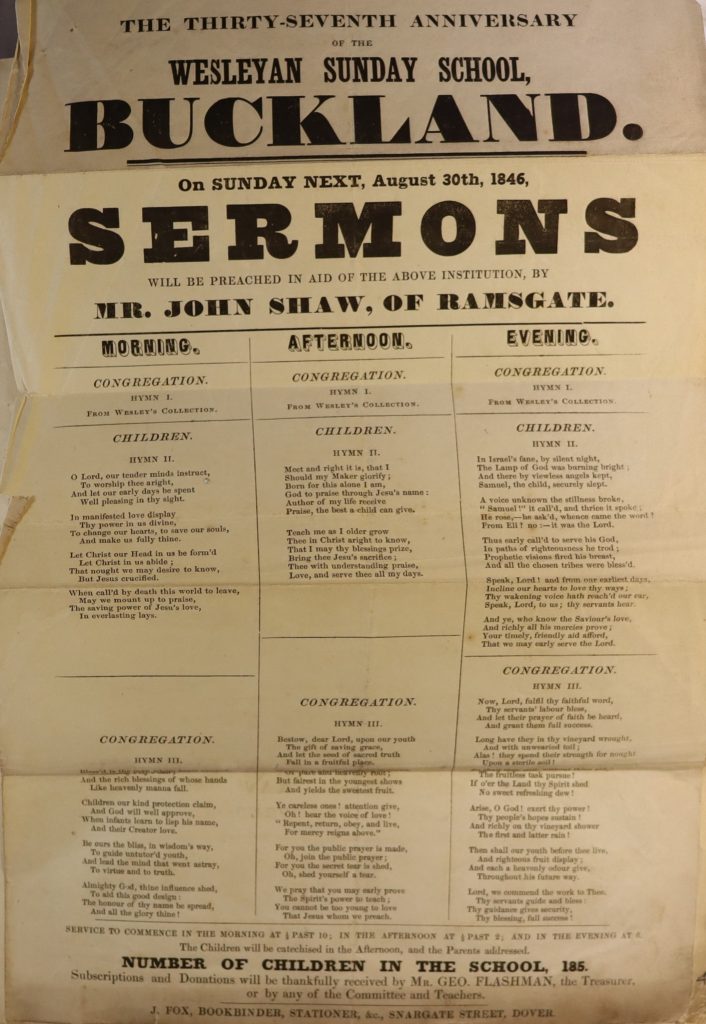 THE THIRTY-SEVENTH ANNIVERSARY
OF THE
WESLEYAN SUNDAY SCHOOL,
BUCKLAND.
On SUNDAY NEXT, August 30th, 1846,
SERMONS
WILL BE PREACHED IN AID OF THE ABOVE INSTITUTION, BY
MR. JOHN SHAW, OF RAMSGATE.
MORNING.
CONGREGATION.
HYMN I.
FROM WESLEY'S COLLECTION.
CHILDREN.
HYMN II.
O Lord, our tender minds instruct,
To worship thee aright,
And let our early days be spent
Well pleasing in thy sight.
In manifested love display
Thy power in us divine,
To change our hearts, to save our souls,
And make us fully thine.
Let Christ our Head in us be form'd
Let Christ in us abide;
That nought we may desire to know,
But Jesus crucified.
When call'd by death this world to leave,
May we mount up to praise,
The saving power of Jesu's love,
In everlasting lays.
CONGREGATION.
HYMN III.
And the rich blessings of whose hands
Like heavenly manna fall.
Children our kind protection claim,
And God will well approve,
When infants learn to lisp his name,
And their Creator love.
Be ours the bliss, in wisdom's way,
To guide untutor'd youth,
And lead the mind that went astray,
To virtue and to truth.
Almighty God, thine influence shed,
To aid this good design:
The honour of thy name be spread,
And all the glory thine!
AFTERNOON.
CONGREGATION.
HYMN I.
FROM WESLEY'S COLLECTION.
CHILDREN.
HYMN II.
Meet and right it is, that I
Should my Maker glorify;
Born for this alone I am,
God to praise through Jesu's name:
Author of my life receive
Praise, the best a child can give.
Teach me as I older grow
Thee in Christ aright to know,
That I may thy blessings prize,
Bring thee Jesu's sacrifice;
Thee with understanding praise,
Love, and serve thee all my days.
CONGREGATION.
HYMN III.
Bestow, dear Lord, upon our youth
The gift of saving grace,
And let the seed of sacred truth
Fall in a fruitful place.
Of pure and heavenly root;
But fairest in the youngest shows
And yields the sweetest fruit.
Ye careless ones! attention give,
Oh! hear the voice of love!
"Repent, return, obey, and live,
For mercy reigns above."
For you the public prayer is made,
Oh, join the public prayer;
For you the secret tear is shed,
Oh, shed yourself a tear.
We pray that you may early prove
The Spirit's power to teach;
You cannot be too young to love
That Jesus whom we preach.
EVENING.
CONGREGATION.
HYMN I.
FROM WESLEY'S COLLECTION.
CHILDREN.
HYMN II.
In Israel's fane, by silent night,
The Lamp of God was burning bright;
And there by viewless angels kept,
Samuel, the child, securely slept.
A voice unknown the stillness broke,
"Samuel!" it call'd, and thrice it spoke;
He rose,—he ask'd, whence came the word!
From Eli? no:—it was the Lord.
Thus early call'd to serve his God,
In paths of righteousness he trod;
Prophetic visions fired his breast,
And all the chosen tribes were bless'd.
Speak, Lord! and from our earliest days,
Incline our hearts to love thy ways;
Thy wakening voice hath reach'd our ear,
Speak, Lord, to us; thy servants hear.
And ye, who know the Saviour's love,
And richly all his mercies prove;
Your timely, friendly aid afford,
That we may early serve the Lord.
CONGREGATION.
HYMN III.
Now, Lord, fulfil thy faithful word,
Thy servants' labour bless,
And let their prayer of faith be heard,
And grant them full success.
Long have they in thy vineyard wrought,
And with unwearied toil;
Alas! they spend their strength for nought
Upon a sterile soil!
The fruitless task pursue!
If o'er the Land thy Spirit shed
No sweet refreshing dew!
Arise, O God! exert thy power!
Thy people's hopes sustain!
And richly on thy vineyard shower
The first and latter rain!
Then shall our youth before thee live,
And righteous fruit display;
And each a heavenly odour give,
Throughout his future way.
Lord, we commend the work to Thee,
Thy servants guide and bless!
Thy guidance gives security,
Thy blessing, full success!
SERVICE TO COMMENCE IN THE MORNING AT ½ PAST 10; IN THE AFTERNOON AT ½ PAST 2; AND IN THE EVENING AT 6.
The Children will be catechised in the Afternoon, and the Parents addressed.
NUMBER OF CHILDREN IN THE SCHOOL, 185.
Subscriptions and Donations will be thankfully received by MR. GEO. FLASHMAN, the Treasurer,
or by any of the Committee and Teachers.
J. FOX, BOOKBINDER, STATIONER, &c., SNARGATE STREET, DOVER.